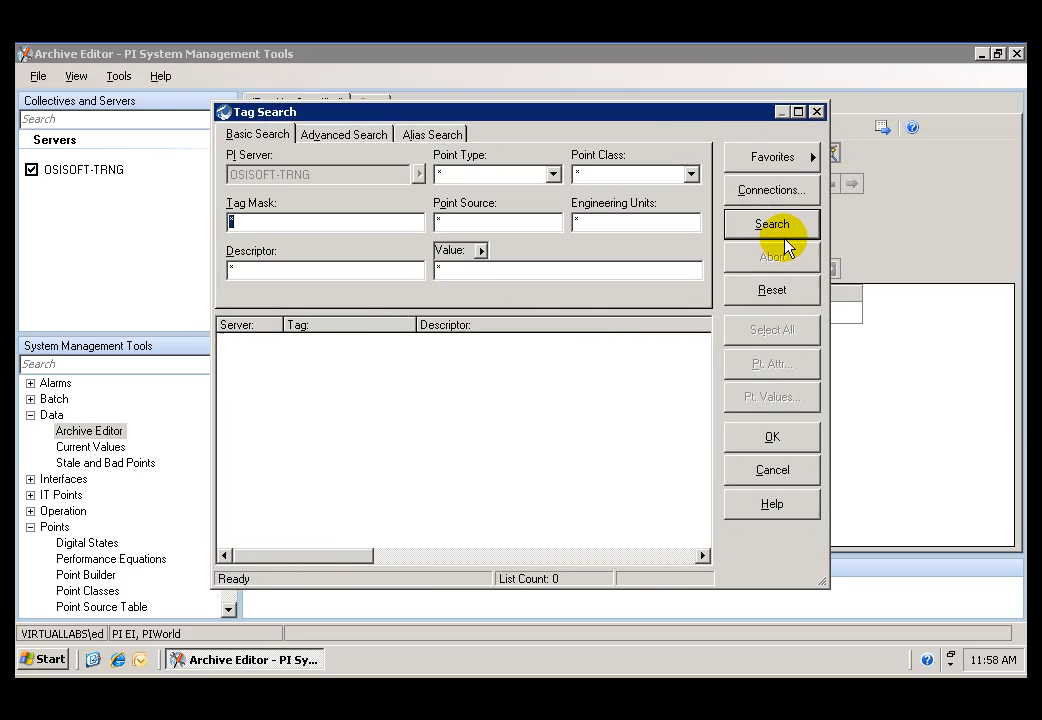 Archive Editor - PI System Management Tools
File View Tools Help
Collectives and Servers
Search
Servers
OSISOFT-TRNG
System Management Tools
Search
Alarms
Batch
Data
Archive Editor
Current Values
Stale and Bad Points
Interfaces
IT Points
Operation
Points
Digital States
Performance Equations
Point Builder
Point Classes
Point Source Table
Tag Search
Basic Search Advanced Search Alias Search
PI Server: Point Type: Point Class:
OSISOFT-TRNG * *
Tag Mask: Point Source: Engineering Units:
* * *
Descriptor: Value:
* *
Server: Tag: Descriptor:
Favorites
Connections...
Search
Abort
Reset
Select All
Pt. Attr...
Pt. Values...
OK
Cancel
Help
Ready List Count: 0
VIRTUALLABS\ed PI EI, PIWorld
Start Archive Editor - PI Sy... 11:58 AM